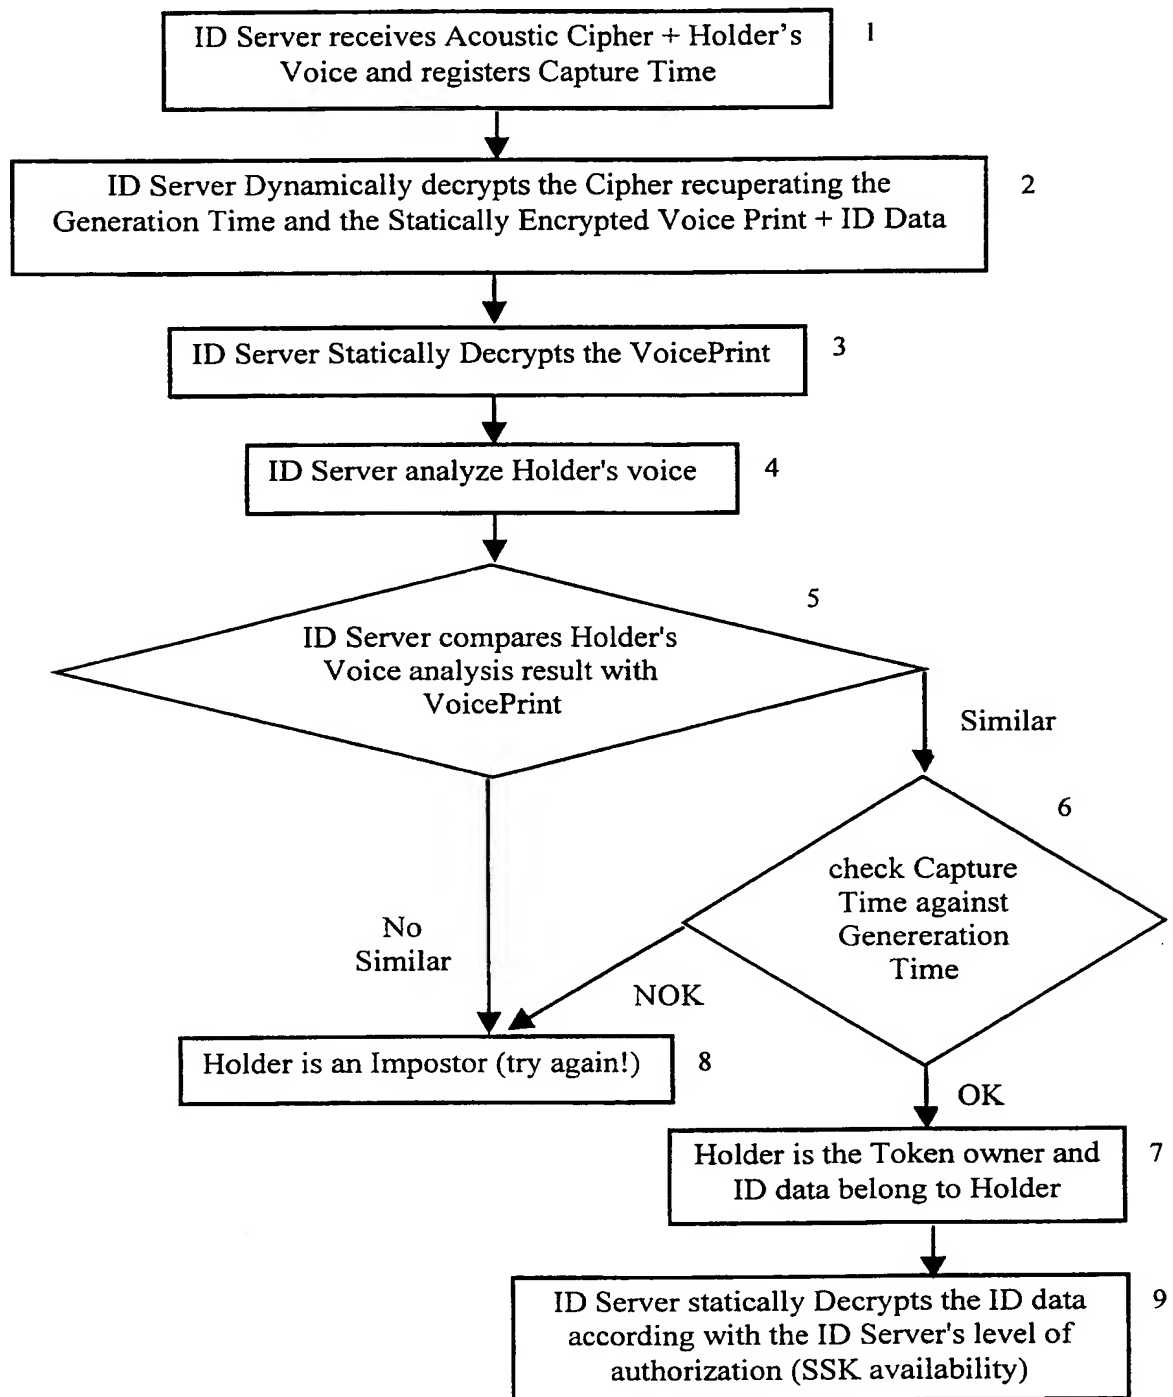 ID Server receives Acoustic Cipher + Holder's
Voice and registers Capture Time
1
ID Server Dynamically decrypts the Cipher recuperating the
Generation Time and the Statically Encrypted Voice Print + ID Data
2
ID Server Statically Decrypts the VoicePrint
3
ID Server analyze Holder's voice
4
5
ID Server compares Holder's
Voice analysis result with
VoicePrint
Similar
6
check Capture
Time against
Genereration
Time
No
Similar
NOK
Holder is an Impostor (try again!)
8
OK
Holder is the Token owner and
ID data belong to Holder
7
ID Server statically Decrypts the ID data
according with the ID Server's level of
authorization (SSK availability)
9